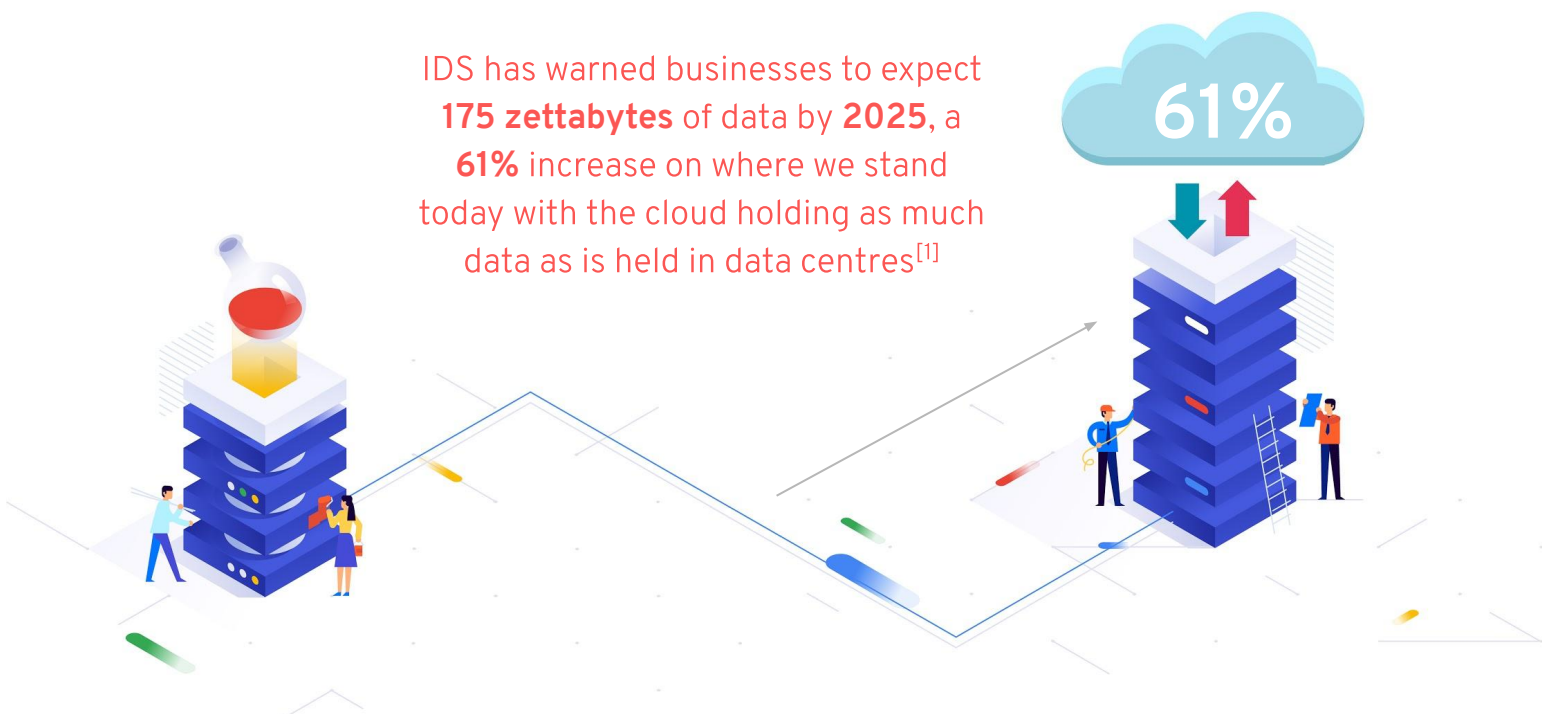 IDS has warned businesses to expect
175 zettabytes of data by 2025, a
61% increase on where we stand
today with the cloud holding as much
data as is held in data centres[1]
61%